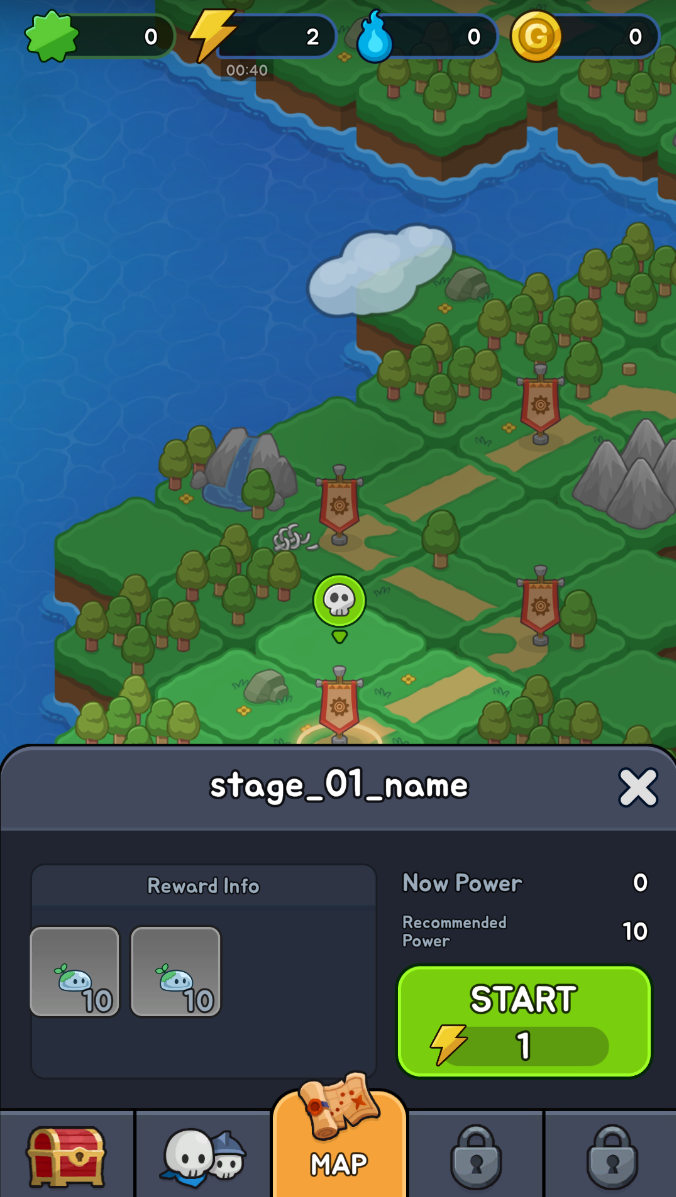 0
2
0
G
0
00:40
stage_01_name
Reward Info
10
10
Now Power
0
Recommended
Power
10
START
1
MAP